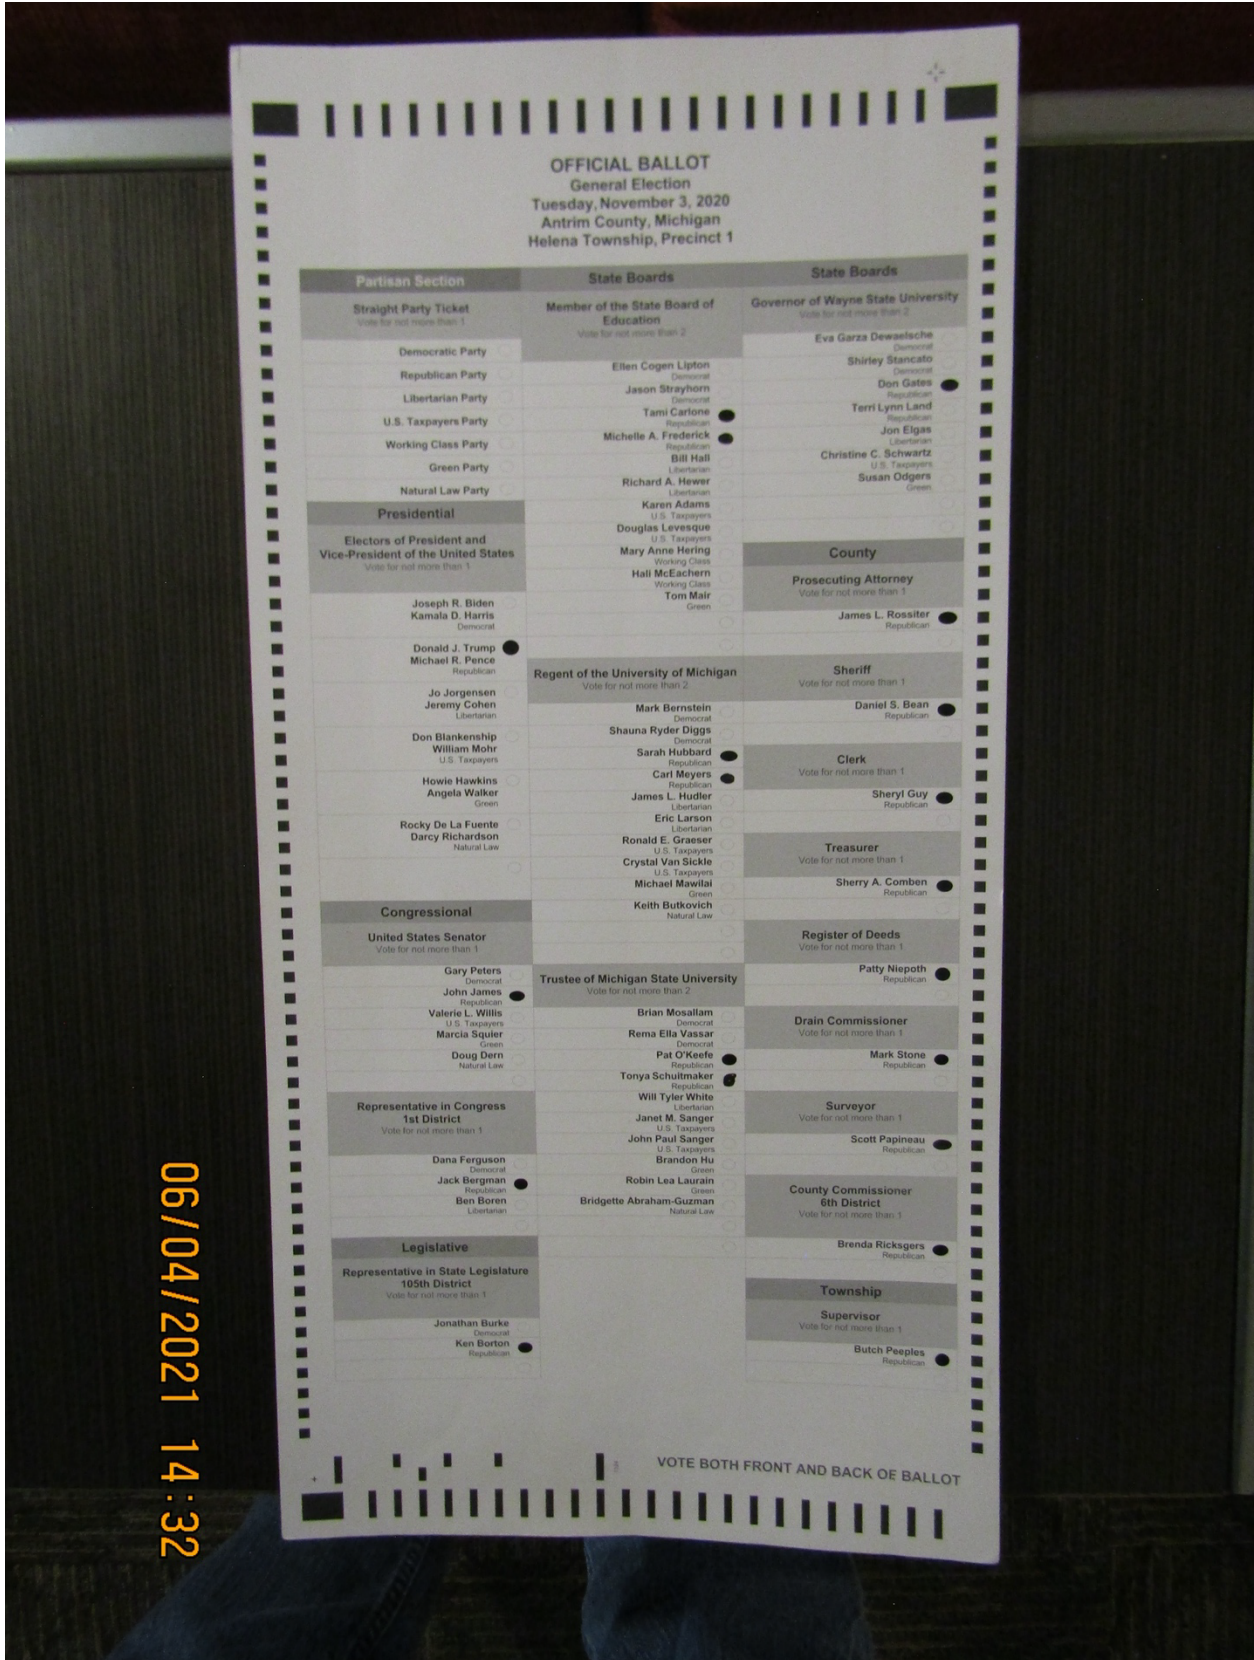 OFFICIAL BALLOT
General Election
Tuesday, November 3, 2020
Antrim County, Michigan
Helena Township, Precinct 1
Partisan Section
Straight Party Ticket
Vote for not more than 1
Democratic Party
Republican Party
Libertarian Party
U.S. Taxpayers Party
Working Class Party
Green Party
Natural Law Party
Presidential
Electors of President and
Vice-President of the United States
Vote for not more than 1
Joseph R. Biden
Kamala D. Harris
Democrat
Donald J. Trump
Michael R. Pence
Republican
Jo Jorgensen
Jeremy Cohen
Libertarian
Don Blankenship
William Mohr
U.S. Taxpayers
Howie Hawkins
Angela Walker
Green
Rocky De La Fuente
Darcy Richardson
Natural Law
Congressional
United States Senator
Vote for not more than 1
Gary Peters
Democrat
John James
Republican
Valerie L. Willis
U.S. Taxpayers
Marcia Squier
Green
Doug Dern
Natural Law
Representative in Congress
1st District
Vote for not more than 1
Dana Ferguson
Democrat
Jack Bergman
Republican
Ben Boren
Libertarian
Legislative
Representative in State Legislature
105th District
Vote for not more than 1
Jonathan Burke
Democrat
Ken Borton
Republican
State Boards
Member of the State Board of
Education
Vote for not more than 2
Ellen Cogen Lipton
Democrat
Jason Strayhorn
Democrat
Tami Carlone
Republican
Michelle A. Frederick
Republican
Bill Hall
Libertarian
Richard A. Hewer
Libertarian
Karen Adams
U.S. Taxpayers
Douglas Levesque
U.S. Taxpayers
Mary Anne Hering
Working Class
Hali McEachern
Working Class
Tom Mair
Green
Regent of the University of Michigan
Vote for not more than 2
Mark Bernstein
Democrat
Shauna Ryder Diggs
Democrat
Sarah Hubbard
Republican
Carl Meyers
Republican
James L. Hudler
Libertarian
Eric Larson
Libertarian
Ronald E. Graeser
U.S. Taxpayers
Crystal Van Sickle
U.S. Taxpayers
Michael Mawilai
Green
Keith Butkovich
Natural Law
Trustee of Michigan State University
Vote for not more than 2
Brian Mosallam
Democrat
Rema Ella Vassar
Democrat
Pat O'Keefe
Republican
Tonya Schuitmaker
Republican
Will Tyler White
Libertarian
Janet M. Sanger
U.S. Taxpayers
John Paul Sanger
U.S. Taxpayers
Brandon Hu
Green
Robin Lea Laurain
Green
Bridgette Abraham-Guzman
Natural Law
State Boards
Governor of Wayne State University
Vote for not more than 2
Eva Garza Dewaelsche
Democrat
Shirley Stancato
Democrat
Don Gates
Republican
Terri Lynn Land
Republican
Jon Elgas
Libertarian
Christine C. Schwartz
U.S. Taxpayers
Susan Odgers
Green
County
Prosecuting Attorney
Vote for not more than 1
James L. Rossiter
Republican
Sheriff
Vote for not more than 1
Daniel S. Bean
Republican
Clerk
Vote for not more than 1
Sheryl Guy
Republican
Treasurer
Vote for not more than 1
Sherry A. Comben
Republican
Register of Deeds
Vote for not more than 1
Patty Niepoth
Republican
Drain Commissioner
Vote for not more than 1
Mark Stone
Republican
Surveyor
Vote for not more than 1
Scott Papineau
Republican
County Commissioner
6th District
Vote for not more than 1
Brenda Ricksgers
Republican
Township
Supervisor
Vote for not more than 1
Butch Peeples
Republican
VOTE BOTH FRONT AND BACK OF BALLOT
06/04/2021 14:32